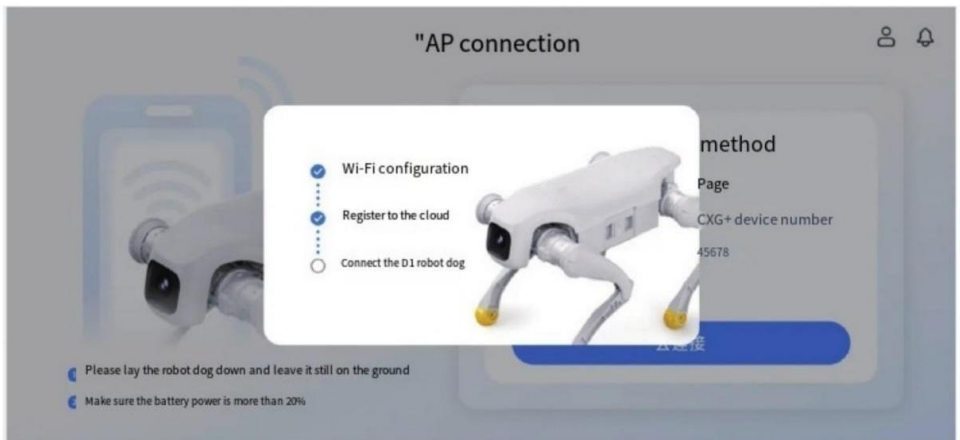 "AP connection
Wi-Fi configuration
Register to the cloud
Connect the D1 robot dog
method
Page
CXG+ device number
45678
连接
Please lay the robot dog down and leave it still on the ground
Make sure the battery power is more than 20%